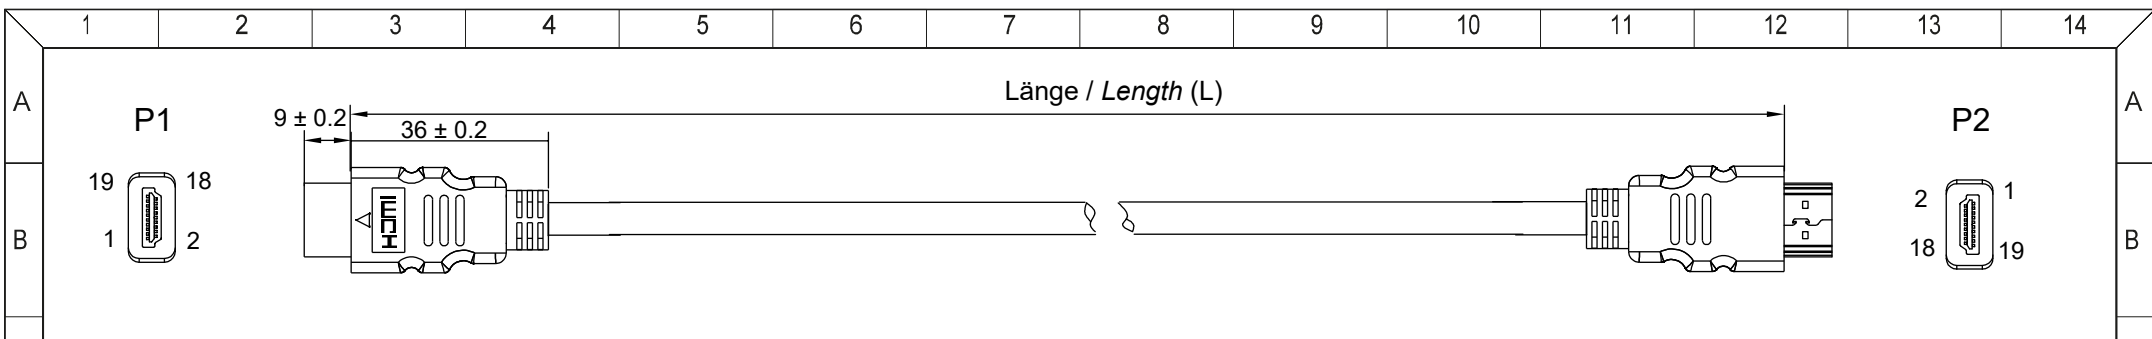 1 2 3 4 5 6 7 8 9 10 11 12 13 14
A
Länge / Length (L)
A
P1
9 ± 0.2
36 ± 0.2
P2
19 18
1 2
HDMI
2 1
18 19
B
B